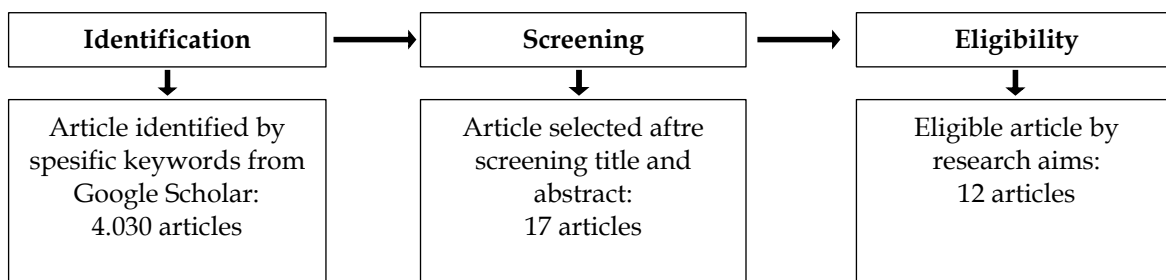 Identification
Screening
Eligibility
Article identified by
spesific keywords from
Google Scholar:
4.030 articles
Article selected aftre
screening title and
abstract:
17 articles
Eligible article by
research aims:
12 articles